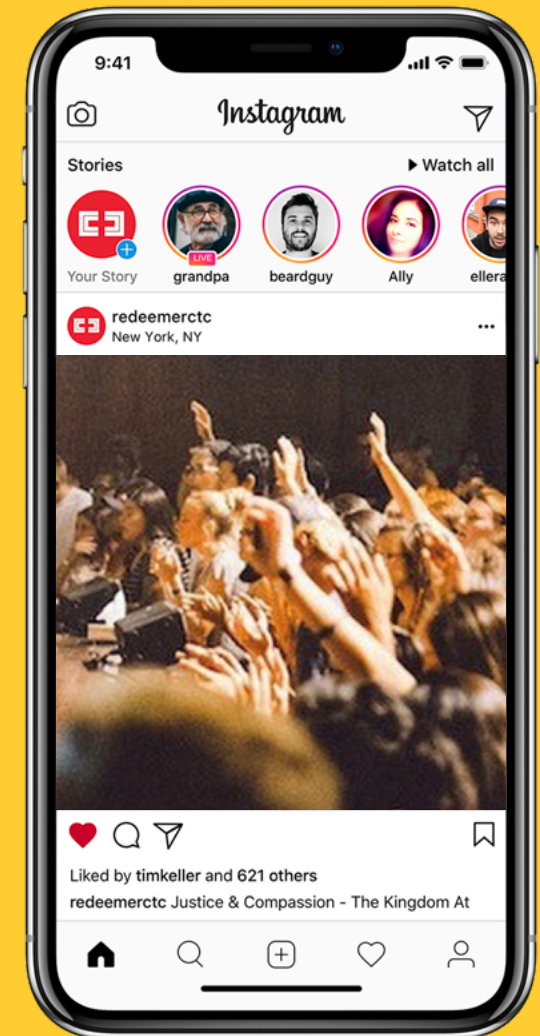 9:41
Instagram
Stories
Watch all
LIVE
Your Story
grandpa
beardguy
Ally
ellera
redeemerctc
New York, NY
Liked by timkeller and 621 others
redeemerctc Justice & Compassion - The Kingdom At